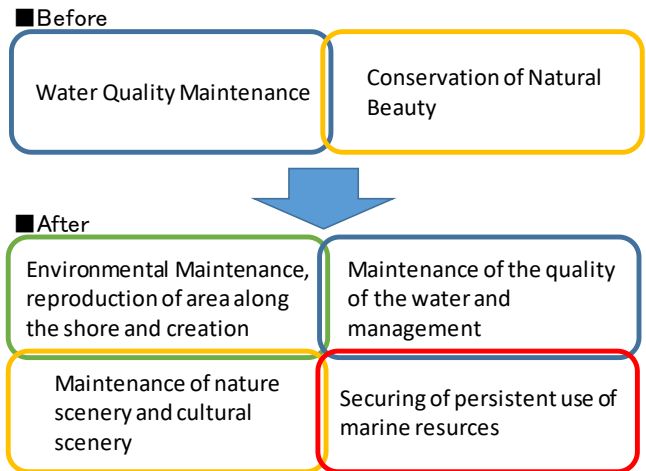 ■Before
Water Quality Maintenance
Conservation of Natural
Beauty
■After
Environmental Maintenance,
reproduction of area along
the shore and creation
Maintenance of the quality
of the water and
management
Maintenance of nature
scenery and cultural
scenery
Securing of persistent use of
marine resurces